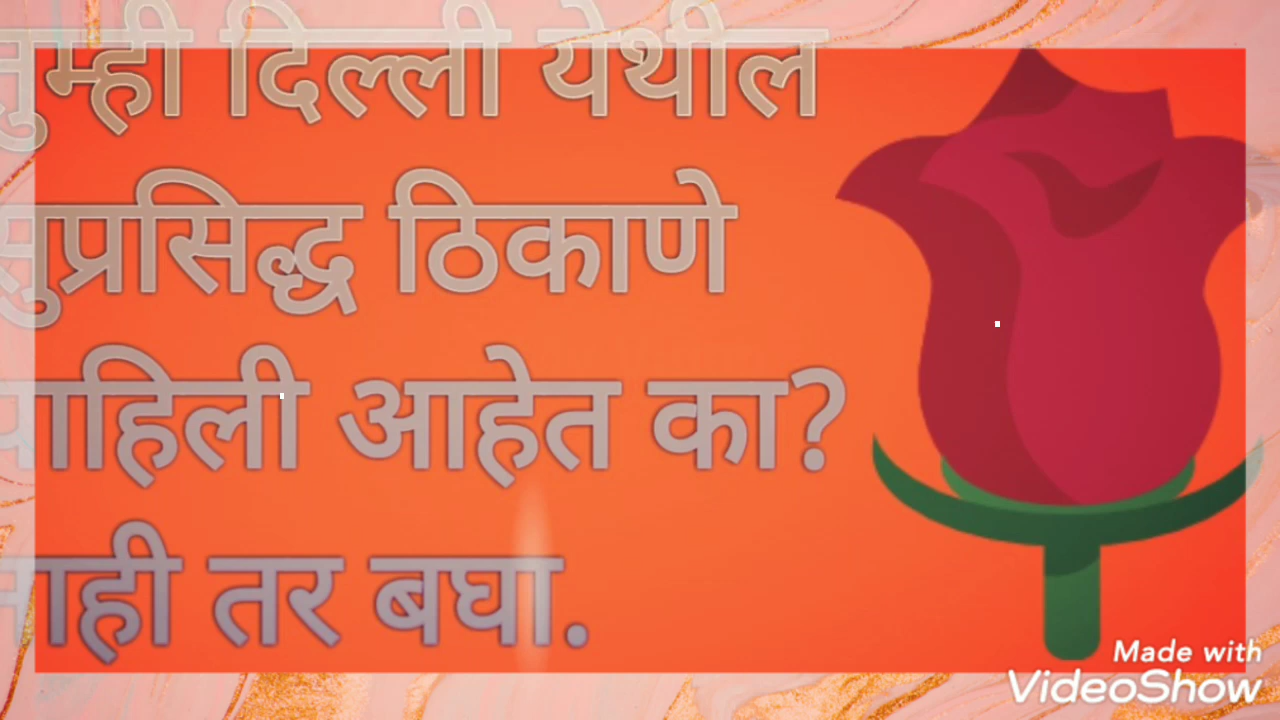 तुम्ही दिल्ली येथील
सुप्रसिद्ध ठिकाणे
पाहिली आहेत का?
नाही तर बघा.
Made with
VideoShow